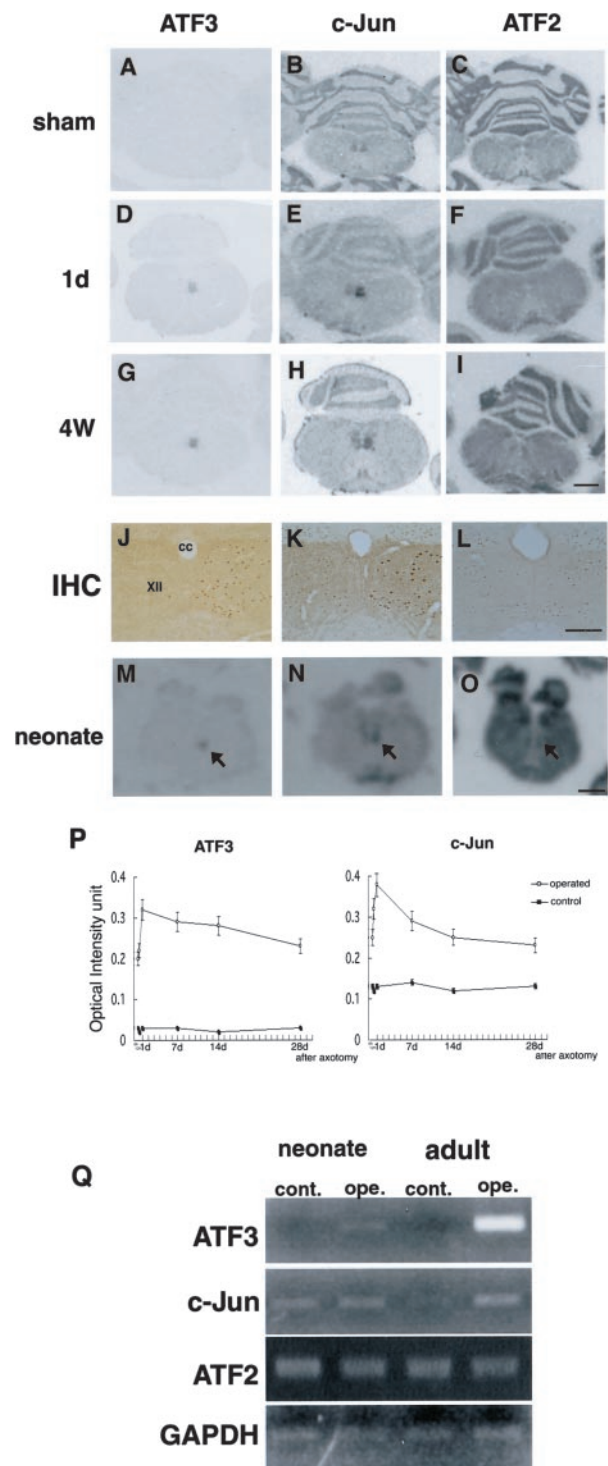 ATF3 c-Jun ATF2
A B C
sham
D E F
1d
G H I
4W
J K L
cc
XII
IHC
M N O
neonate
P
ATF3 c-Jun
0.4 0.4
operated
control
0.3 0.3
Optical Intensity unit
0.2 0.2
0.1 0.1
0 0
1d 7d 14d 28d 1d 7d 14d 28d
after axotomy after axotomy
Q
neonate adult
cont. ope. cont. ope.
ATF3
c-Jun
ATF2
GAPDH